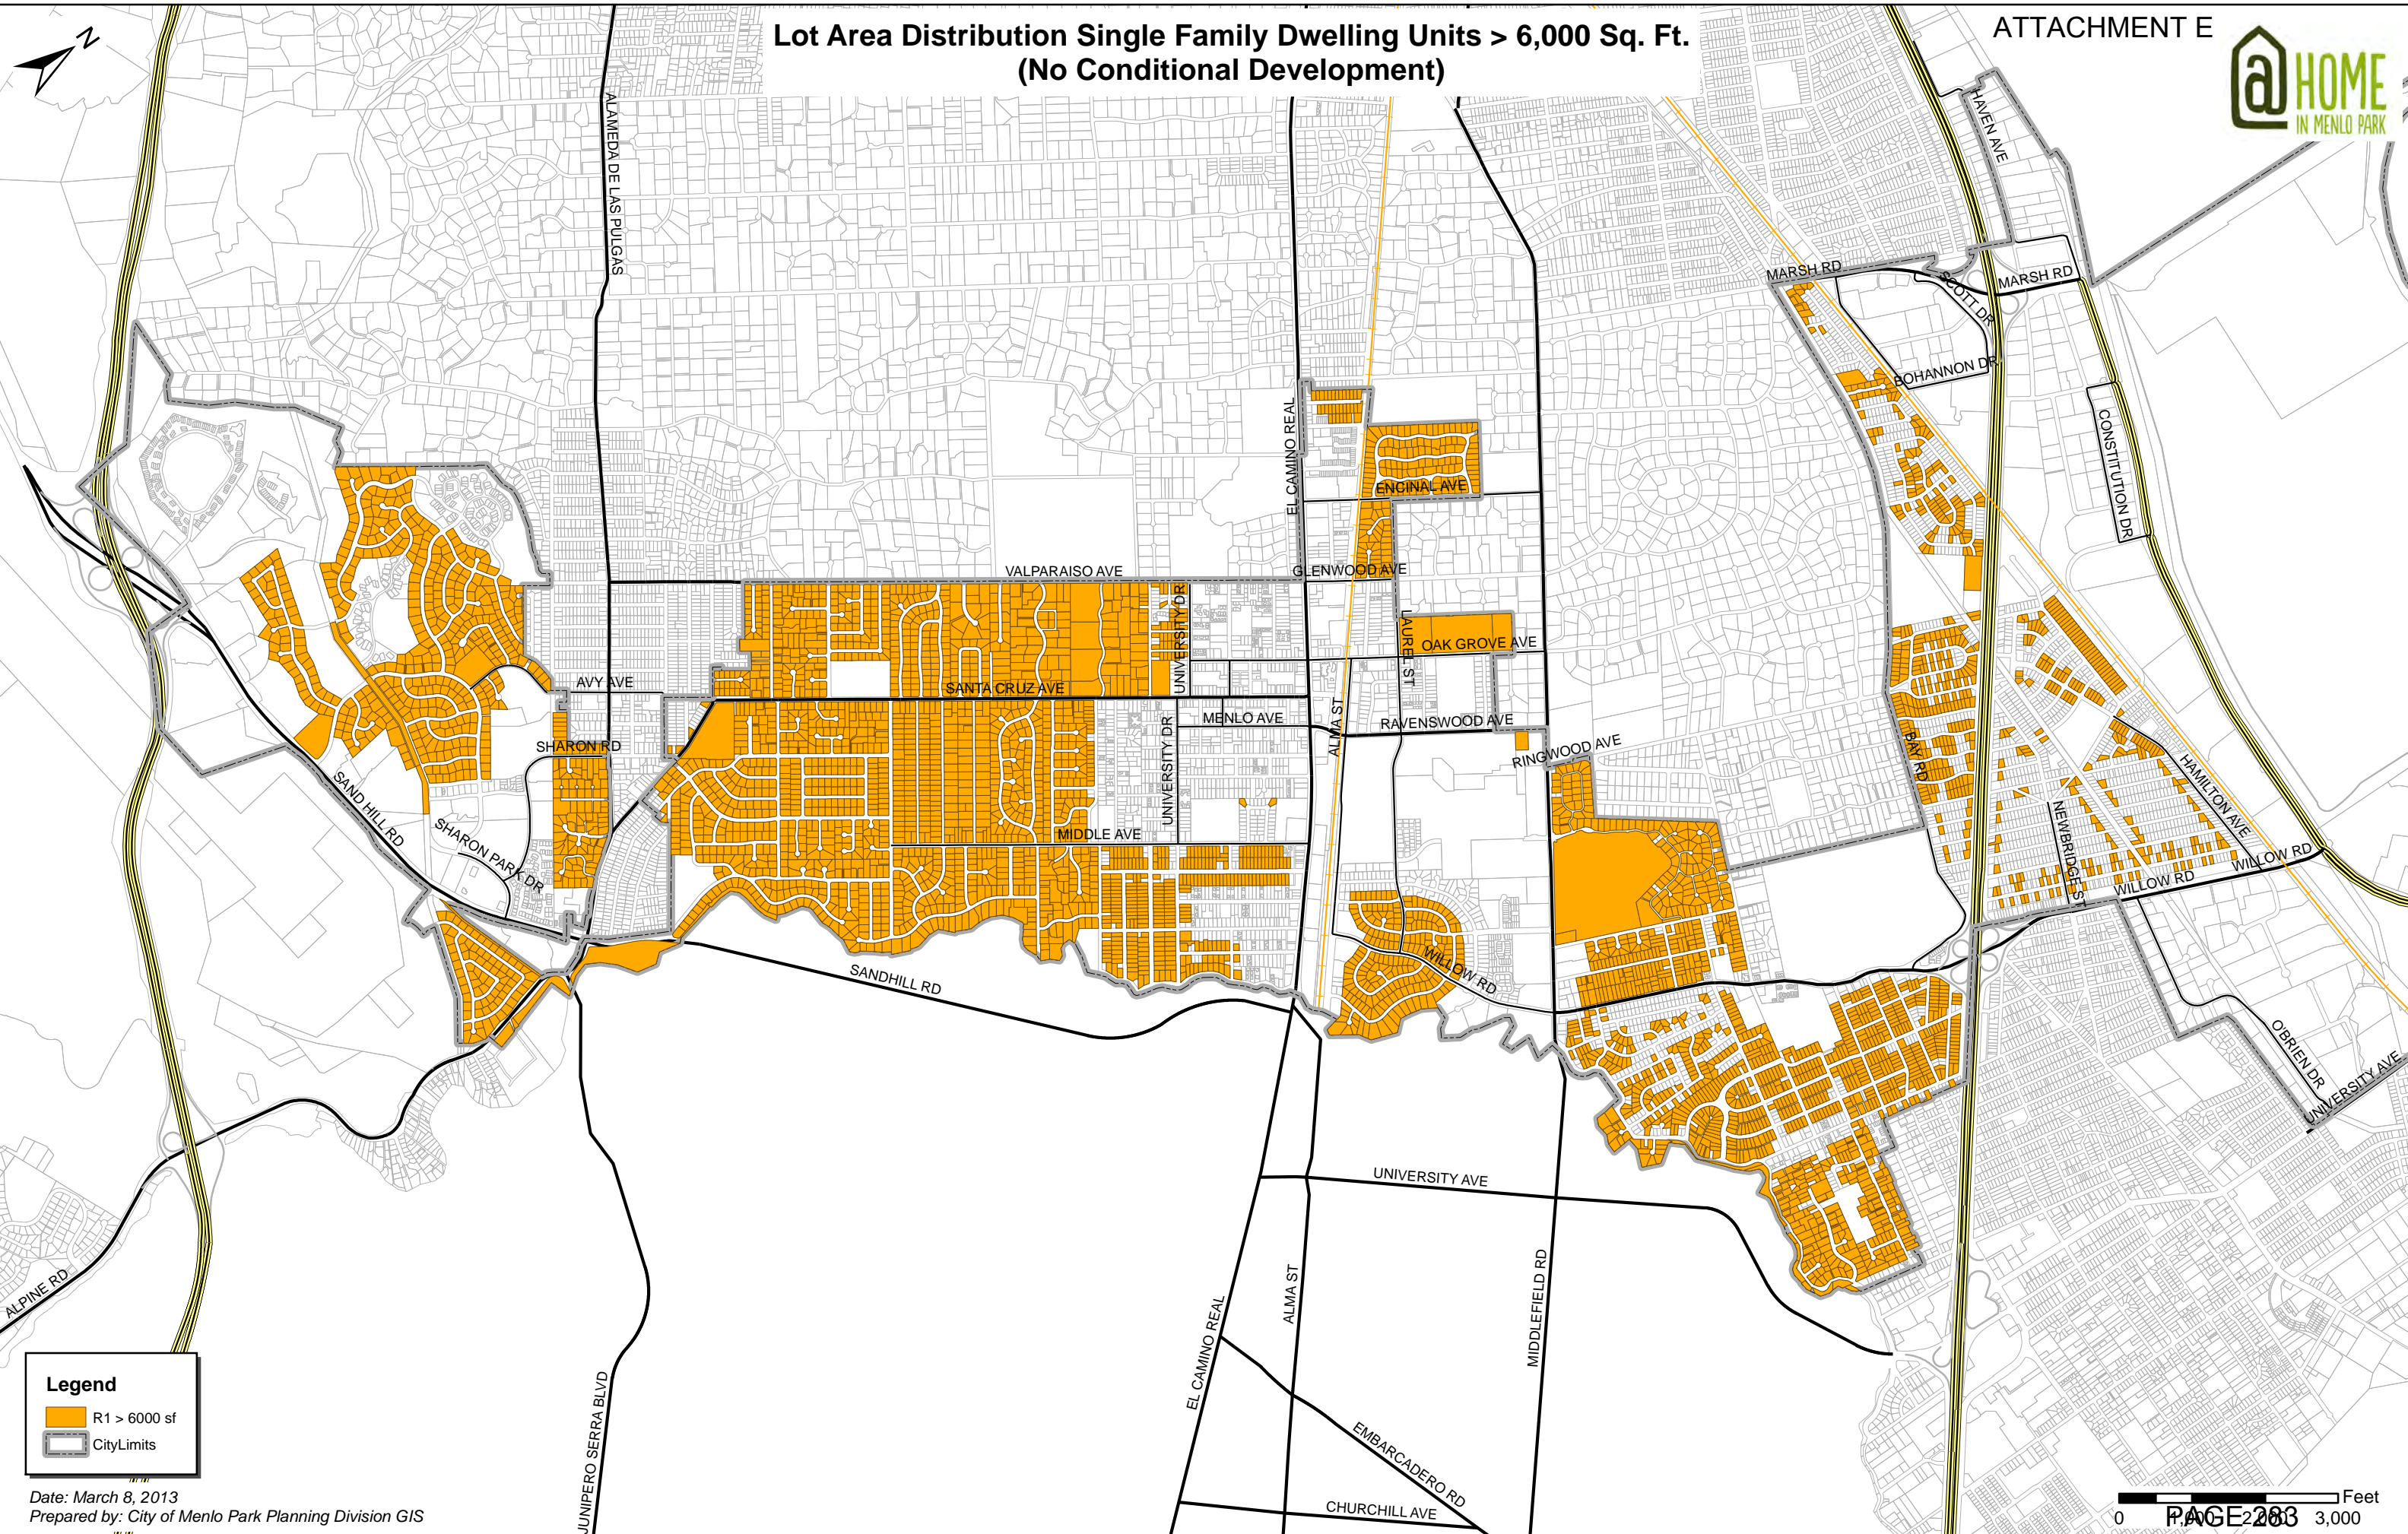 Lot Area Distribution Single Family Dwelling Units > 6,000 Sq. Ft.
(No Conditional Development)
ATTACHMENT E
@ HOME
IN MENLO PARK
N
ALAMEDA DE LAS PULGAS
HAVEN AVE
MARSH RD
MARSH RD
SCOTT DR
BOHANNON DR
CONSTITUTION DR
EL CAMINO REAL
ENCINAL AVE
VALPARAISO AVE
GLENWOOD AVE
UNIVERSITY DR
LAUREL ST
OAK GROVE AVE
AVY AVE
SANTA CRUZ AVE
MENLO AVE
ALMA ST
RAVENSWOOD AVE
SHARON RD
UNIVERSITY DR
RINGWOOD AVE
BAY RD
HAMILTON AVE
SAND HILL RD
SHARON PARK DR
MIDDLE AVE
NEWBRIDGE ST
WILLOW RD
WILLOW RD
SANDHILL RD
WILLOW RD
O'BRIEN DR
UNIVERSITY AVE
UNIVERSITY AVE
ALPINE RD
ALMA ST
MIDDLEFIELD RD
EL CAMINO REAL
JUNIPERO SERRA BLVD
EMBARCADERO RD
CHURCHILL AVE
Legend
R1 > 6000 sf
CityLimits
Date: March 8, 2013
Prepared by: City of Menlo Park Planning Division GIS
Feet
0 1,000 2,000 3,000
PAGE 283